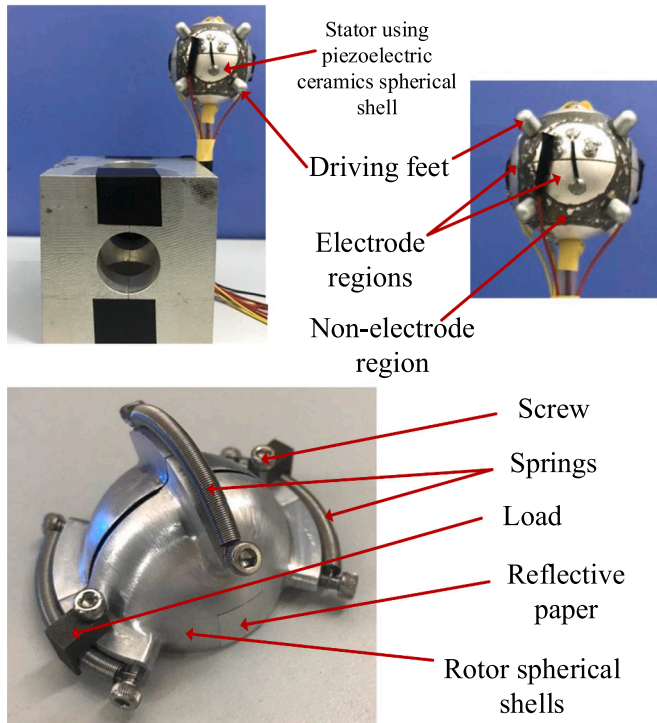 Stator using
piezoelectric
ceramics spherical
shell
Driving feet
Electrode
regions
Non-electrode
region
Screw
Springs
Load
Reflective
paper
Rotor spherical
shells